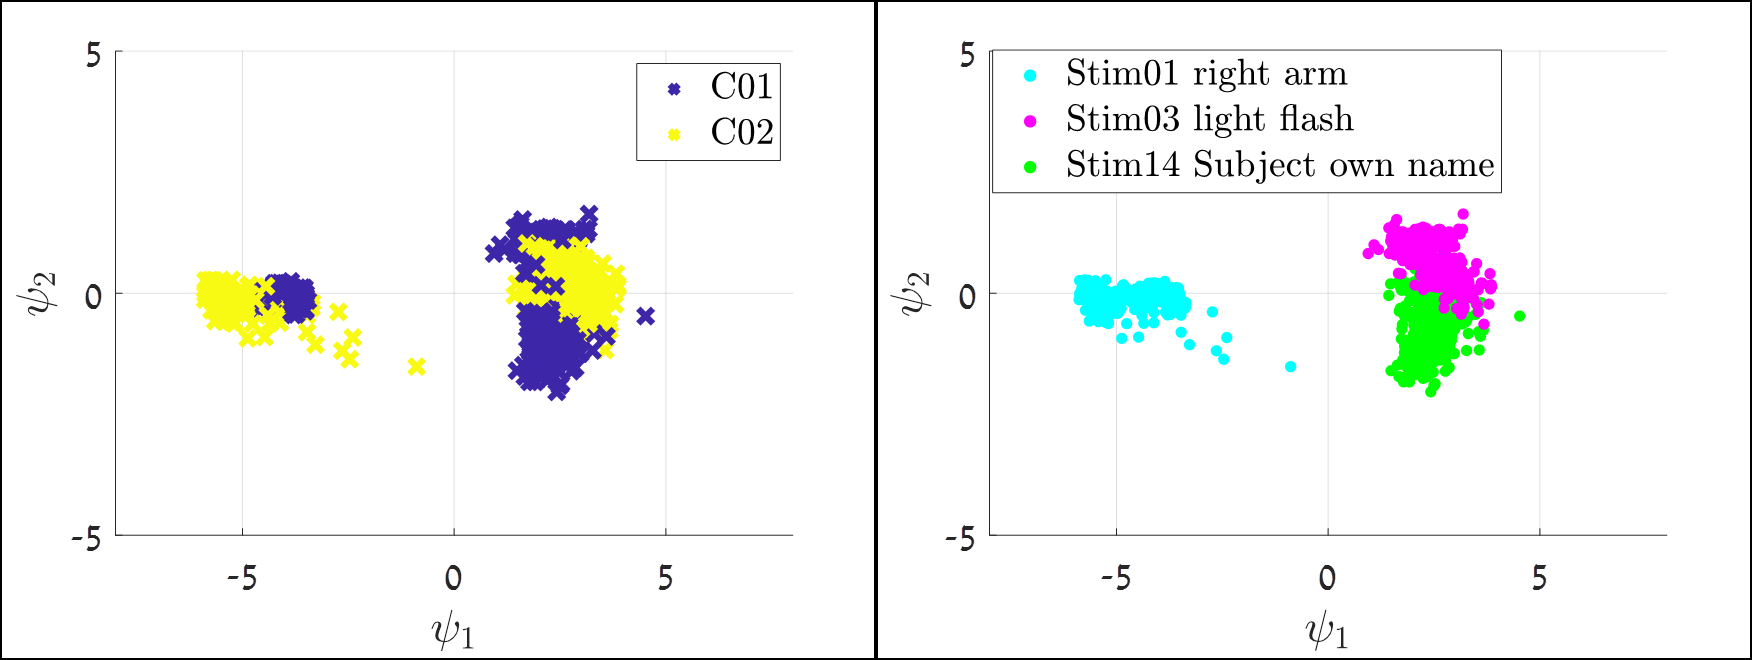 5
C01
C02
ψ2
0
-5
-5 0 5
ψ1
5
Stim01 right arm
Stim03 light flash
Stim14 Subject own name
ψ2
0
-5
-5 0 5
ψ1